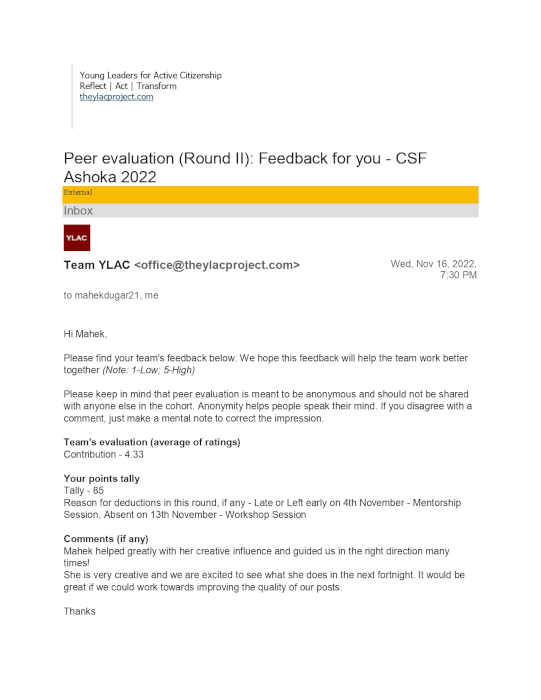 Young Leaders for Active Citizenship
Reflect | Act | Transform
theylacproject.com
Peer evaluation (Round II): Feedback for you - CSF
Ashoka 2022
External
Inbox
YLAC
Team YLAC <office@theylacproject.com>
Wed, Nov 16, 2022,
7:30 PM
to mahekdugar21, me
Hi Mahek,
Please find your team's feedback below. We hope this feedback will help the team work better
together (Note: 1-Low; 5-High)
Please keep in mind that peer evaluation is meant to be anonymous and should not be shared
with anyone else in the cohort. Anonymity helps people speak their mind. If you disagree with a
comment, just make a mental note to correct the impression.
Team's evaluation (average of ratings)
Contribution - 4.33
Your points tally
Tally - 85
Reason for deductions in this round, if any - Late or Left early on 4th November - Mentorship
Session, Absent on 13th November - Workshop Session
Comments (if any)
Mahek helped greatly with her creative influence and guided us in the right direction many
times!
She is very creative and we are excited to see what she does in the next fortnight. It would be
great if we could work towards improving the quality of our posts.
Thanks